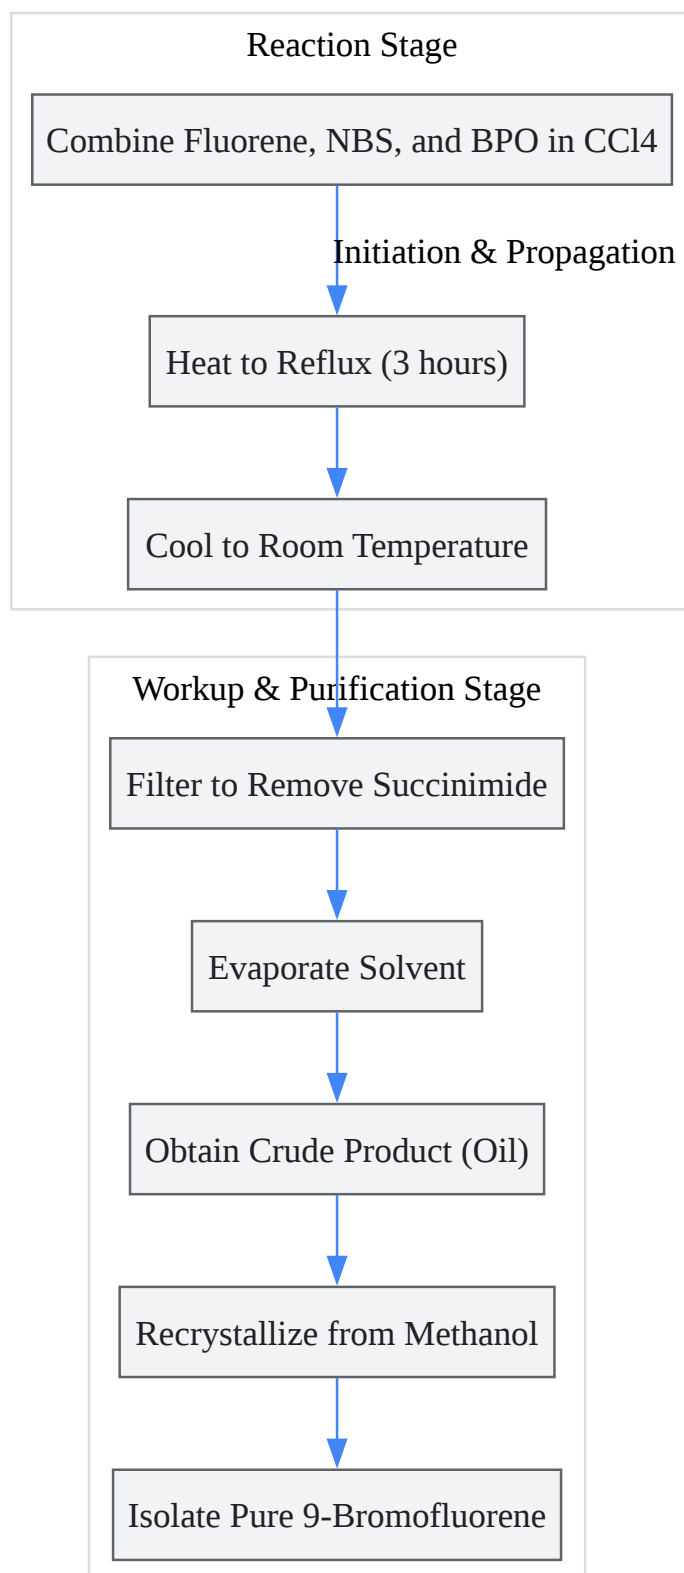 Reaction Stage
Combine Fluorene, NBS, and BPO in CCl4
Initiation & Propagation
Heat to Reflux (3 hours)
Cool to Room Temperature
Workup & Purification Stage
Filter to Remove Succinimide
Evaporate Solvent
Obtain Crude Product (Oil)
Recrystallize from Methanol
Isolate Pure 9-Bromofluorene